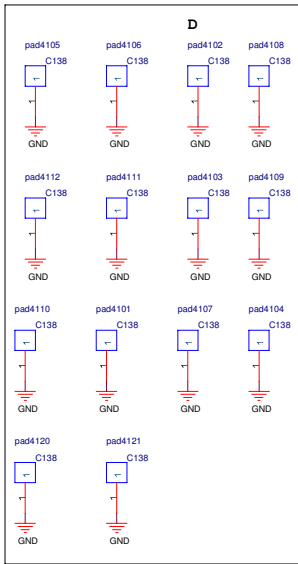 D
pad4105 pad4106 pad4102 pad4108
C138 C138 C138 C138
1 1 1 1
1 1 1 1
GND GND GND GND
pad4112 pad4111 pad4103 pad4109
C138 C138 C138 C138
1 1 1 1
1 1 1 1
GND GND GND GND
pad4110 pad4101 pad4107 pad4104
C138 C138 C138 C138
1 1 1 1
1 1 1 1
GND GND GND GND
pad4120 pad4121
C138 C138
1 1
1 1
GND GND